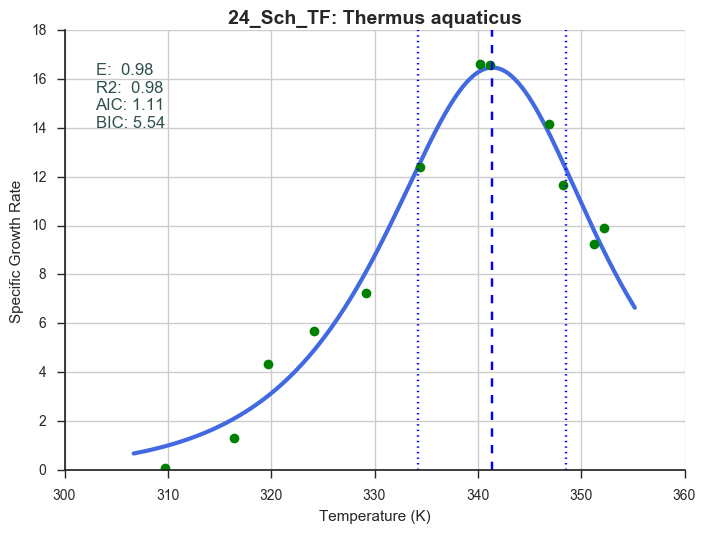 24_Sch_TF: Thermus aquaticus
18
16
14
12
10
8
6
4
2
0
Specific Growth Rate
E: 0.98
R2: 0.98
AIC: 1.11
BIC: 5.54
300 310 320 330 340 350 360
Temperature (K)